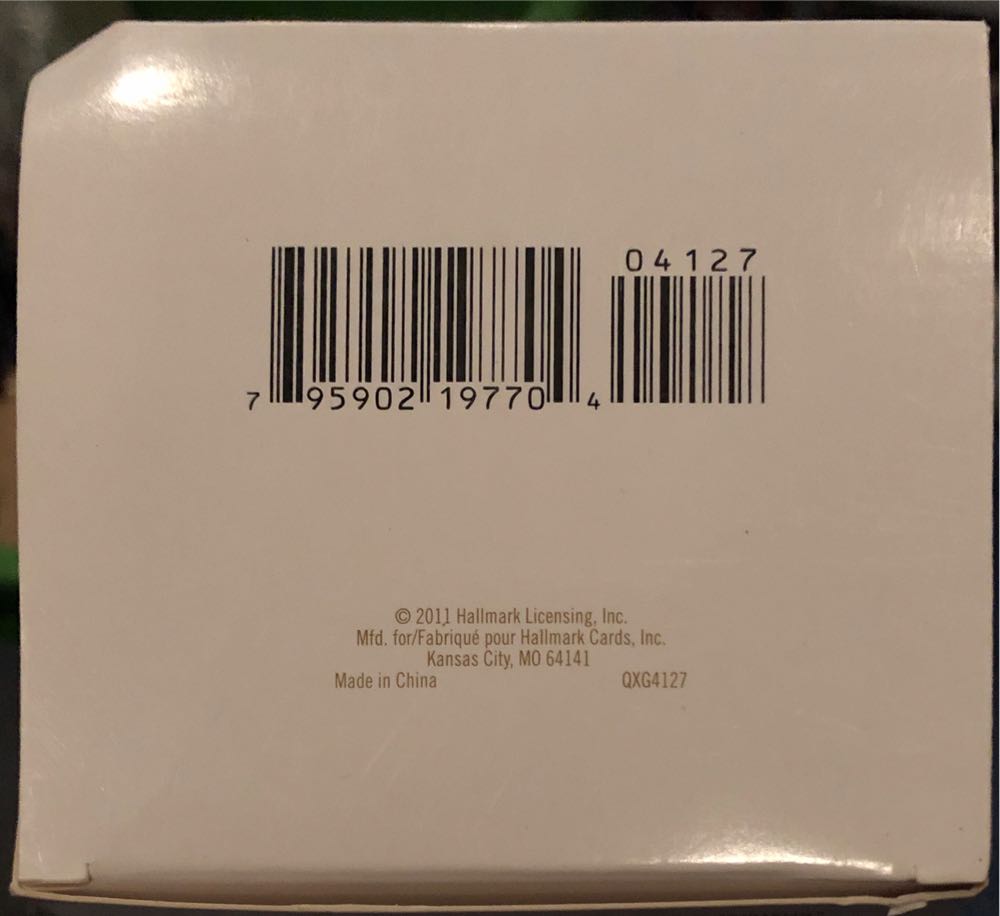 04127
7 95902 19770 4
© 2011 Hallmark Licensing, Inc.
Mfd. for/Fabriqué pour Hallmark Cards, Inc.
Kansas City, MO 64141
Made in China QXG4127